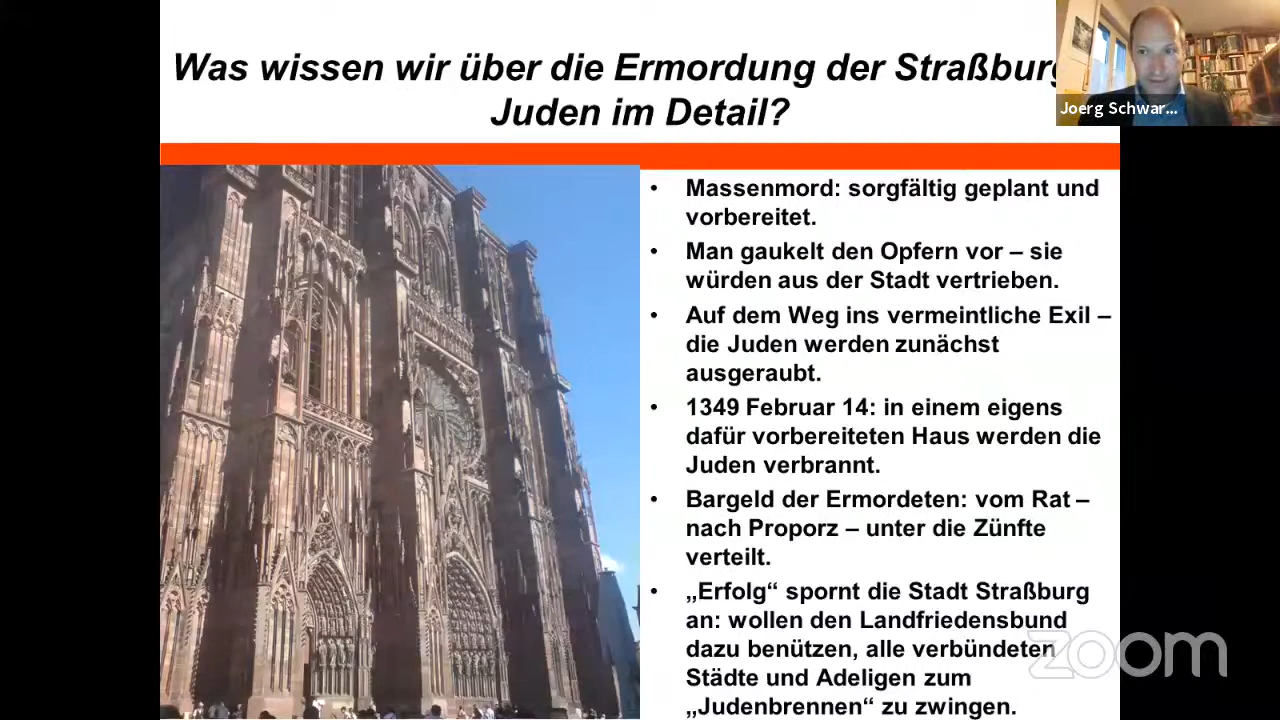 Was wissen wir über die Ermordung der Straßburg
Juden im Detail?
Joerg Schwar...
• Massenmord: sorgfältig geplant und
vorbereitet.
• Man gaukelt den Opfern vor – sie
würden aus der Stadt vertrieben.
• Auf dem Weg ins vermeintliche Exil –
die Juden werden zunächst
ausgeraubt.
• 1349 Februar 14: in einem eigens
dafür vorbereiteten Haus werden die
Juden verbrannt.
• Bargeld der Ermordeten: vom Rat –
nach Proporz – unter die Zünfte
verteilt.
• „Erfolg“ spornt die Stadt Straßburg
an: wollen den Landfriedensbund
dazu benützen, alle verbündeten
Städte und Adeligen zum
„Judenbrennen“ zu zwingen.
zoom